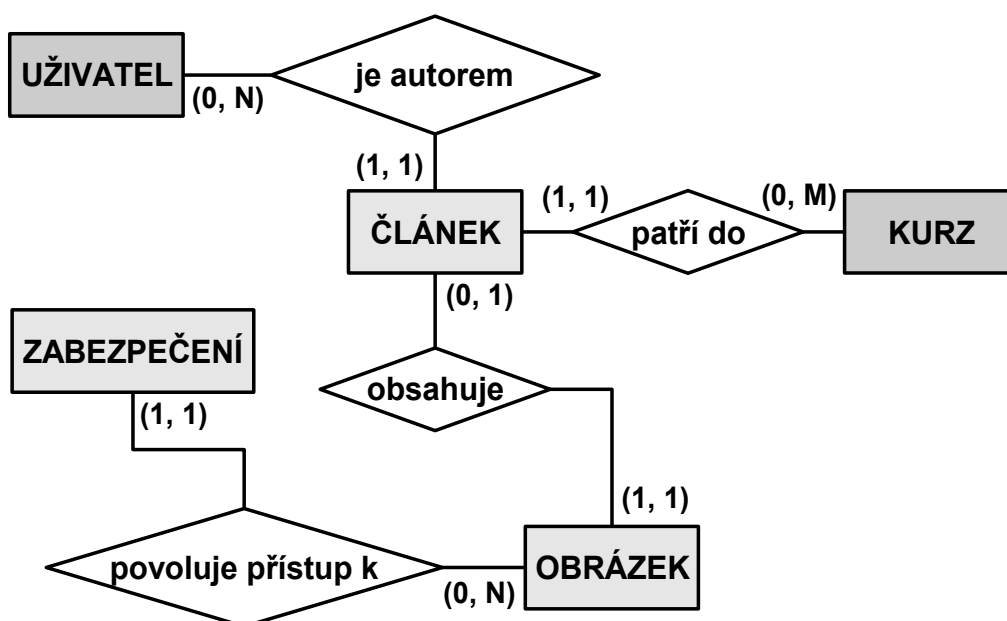 je autorem
UŽIVATEL
(0, N)
(1, 1)
ČLÁNEK
(1, 1)
patří do
(0, M)
KURZ
(0, 1)
ZABEZPEČENÍ
(1, 1)
obsahuje
(1, 1)
povoluje přístup k
(0, N)
OBRÁZEK